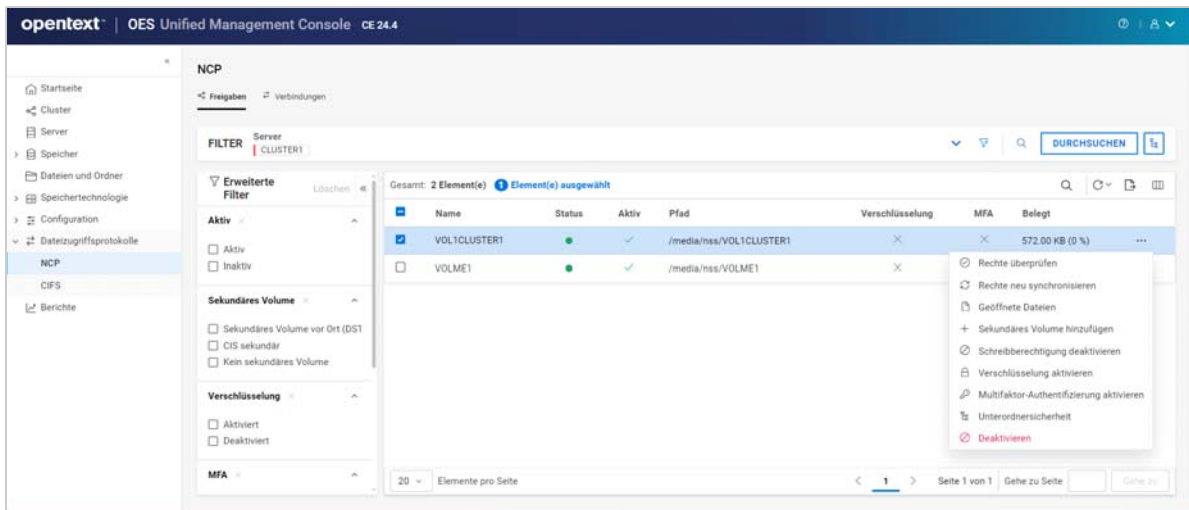 opentext™ | OES Unified Management Console CE 24.4
Startseite
Cluster
Server
Speicher
Dateien und Ordner
Speichertechnologie
Configuration
Dateizugriffsprotokolle
NCP
CIFS
Berichte
NCP
Freigaben Verbindungen
FILTER Server
CLUSTER1
DURCHSUCHEN
Erweiterte
Filter
Löschen
Aktiv
Aktiv
Inaktiv
Sekundäres Volume
Sekundäres Volume vor Ort (DST
CIS sekundär
Kein sekundäres Volume
Verschlüsselung
Aktiviert
Deaktiviert
MFA
Gesamt: 2 Element(e) 1 Element(e) ausgewählt
Name Status Aktiv Pfad Verschlüsselung MFA Belegt
VOL1CLUSTER1 /media/nss/VOL1CLUSTER1 572.00 KB (0 %) ...
VOLME1 /media/nss/VOLME1
Rechte überprüfen
Rechte neu synchronisieren
Geöffnete Dateien
Sekundäres Volume hinzufügen
Schreibberechtigung deaktivieren
Verschlüsselung aktivieren
Multifaktor-Authentifizierung aktivieren
Unterordnersicherheit
Deaktivieren
20 Elemente pro Seite < 1 > Seite 1 von 1 Gehe zu Seite Gehe zu